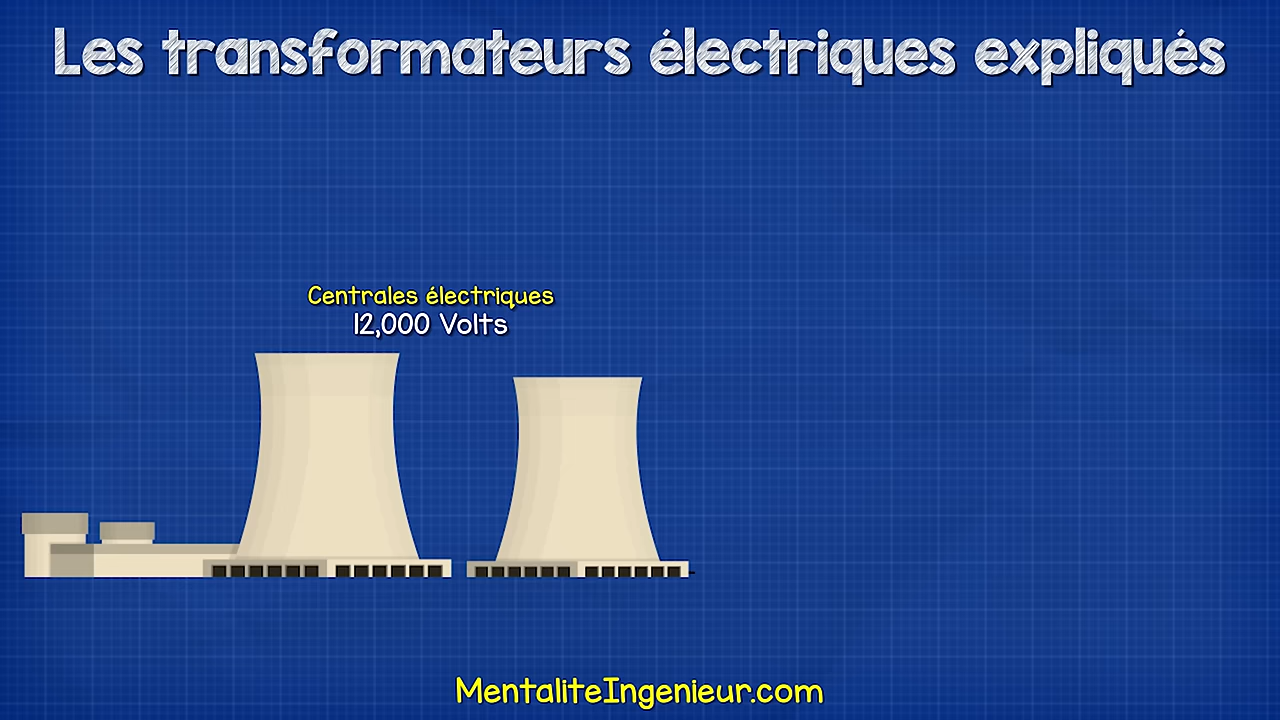 Les transformateurs électriques expliqués
Centrales électriques
12,000 Volts
MentaliteIngenieur.com